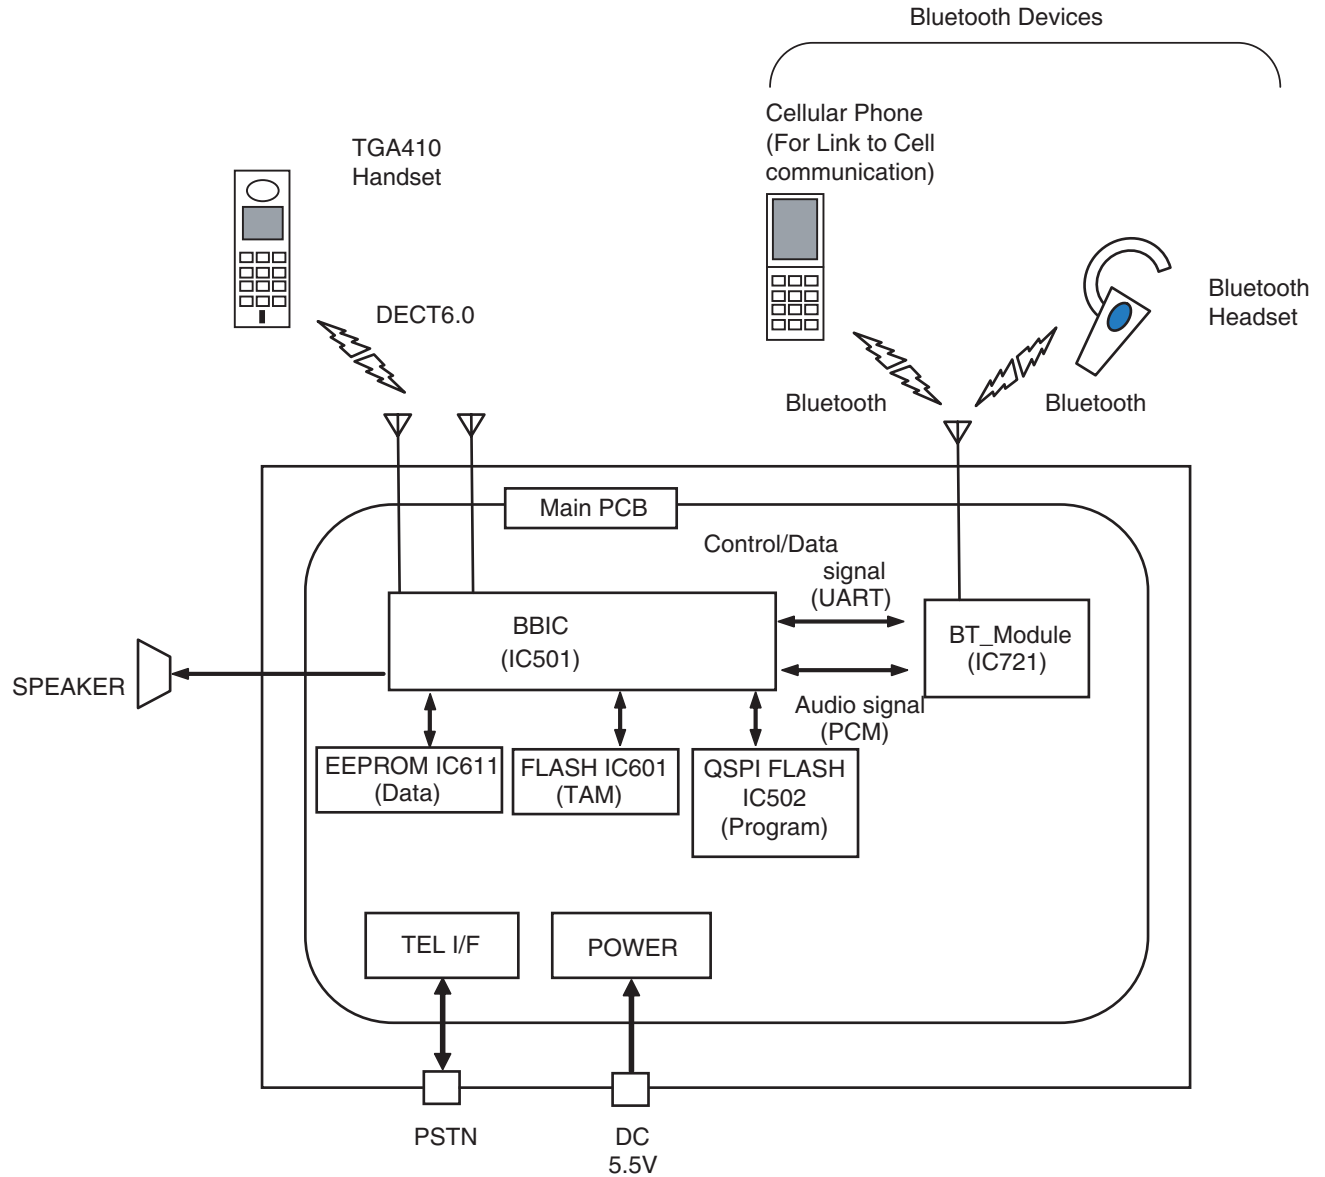 Bluetooth Devices
Cellular Phone
(For Link to Cell
communication)
TGA410
Handset
Bluetooth
Headset
DECT6.0
Bluetooth
Bluetooth
Main PCB
Control/Data
signal
(UART)
BBIC
(IC501)
BT_Module
(IC721)
SPEAKER
Audio signal
(PCM)
EEPROM IC611
(Data)
FLASH IC601
(TAM)
QSPI FLASH
IC502
(Program)
TEL I/F
POWER
PSTN
DC
5.5V